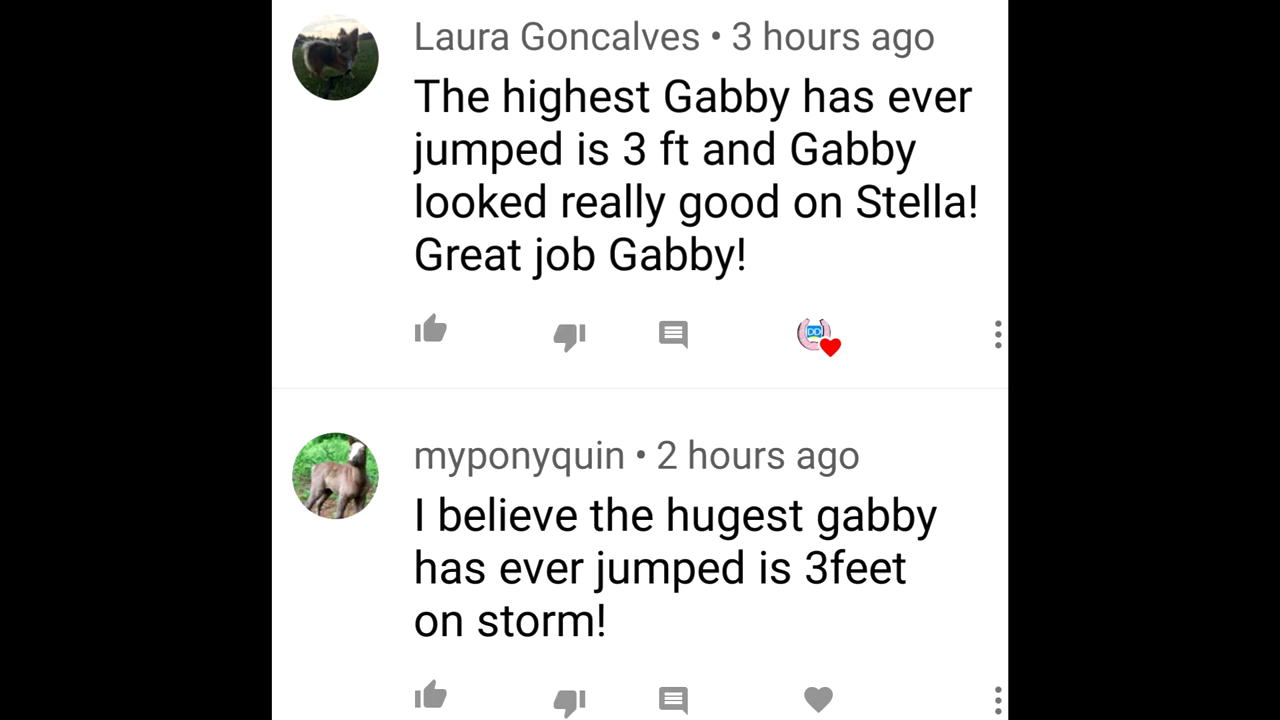 Laura Goncalves • 3 hours ago
The highest Gabby has ever
jumped is 3 ft and Gabby
looked really good on Stella!
Great job Gabby!
DD
myponyquin • 2 hours ago
I believe the hugest gabby
has ever jumped is 3feet
on storm!